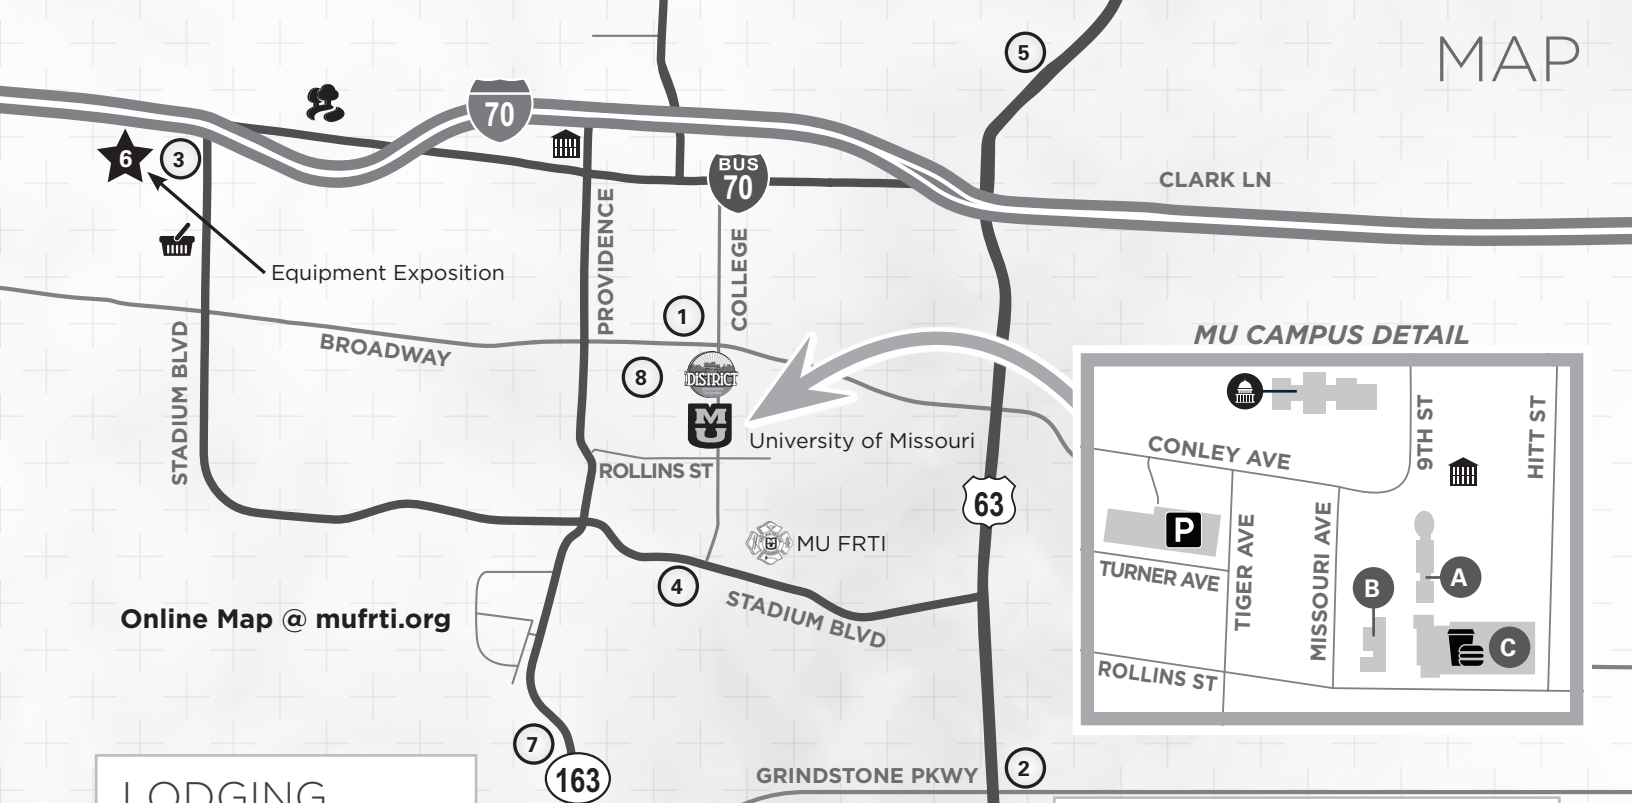 MAP
5
70
6
3
BUS
70
CLARK LN
Equipment Exposition
PROVIDENCE
COLLEGE
1
STADIUM BLVD
BROADWAY
MU CAMPUS DETAIL
8
DISTRICT
MU
University of Missouri
ROLLINS ST
63
MU FRTI
4
STADIUM BLVD
Online Map @ mufrti.org
7
163
GRINDSTONE PKWY
2
LODGING
CONLEY AVE
9TH ST
HITT ST
P
TURNER AVE
TIGER AVE
MISSOURI AVE
A
B
C
ROLLINS ST